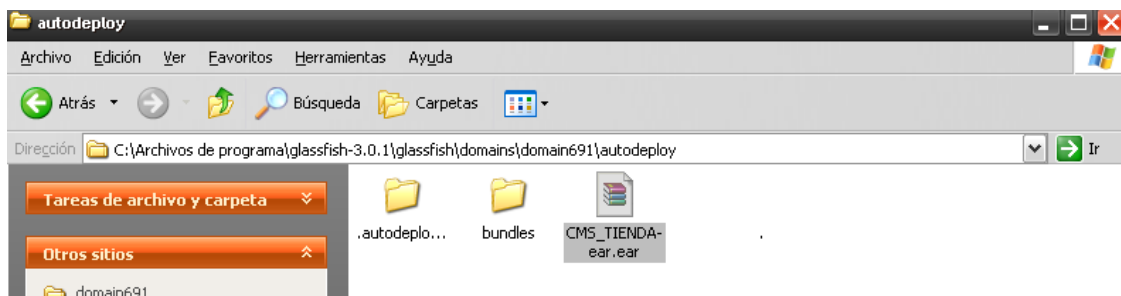 autodeploy
Archivo Edición Ver Favoritos Herramientas Ayuda
Atrás Búsqueda Carpetas
Dirección C:\Archivos de programa\glassfish-3.0.1\glassfish\domains\domain691\autodeploy Ir
Tareas de archivo y carpeta
.autodeplo... bundles CMS_TIENDA-
ear.ear
Otros sitios
domain691